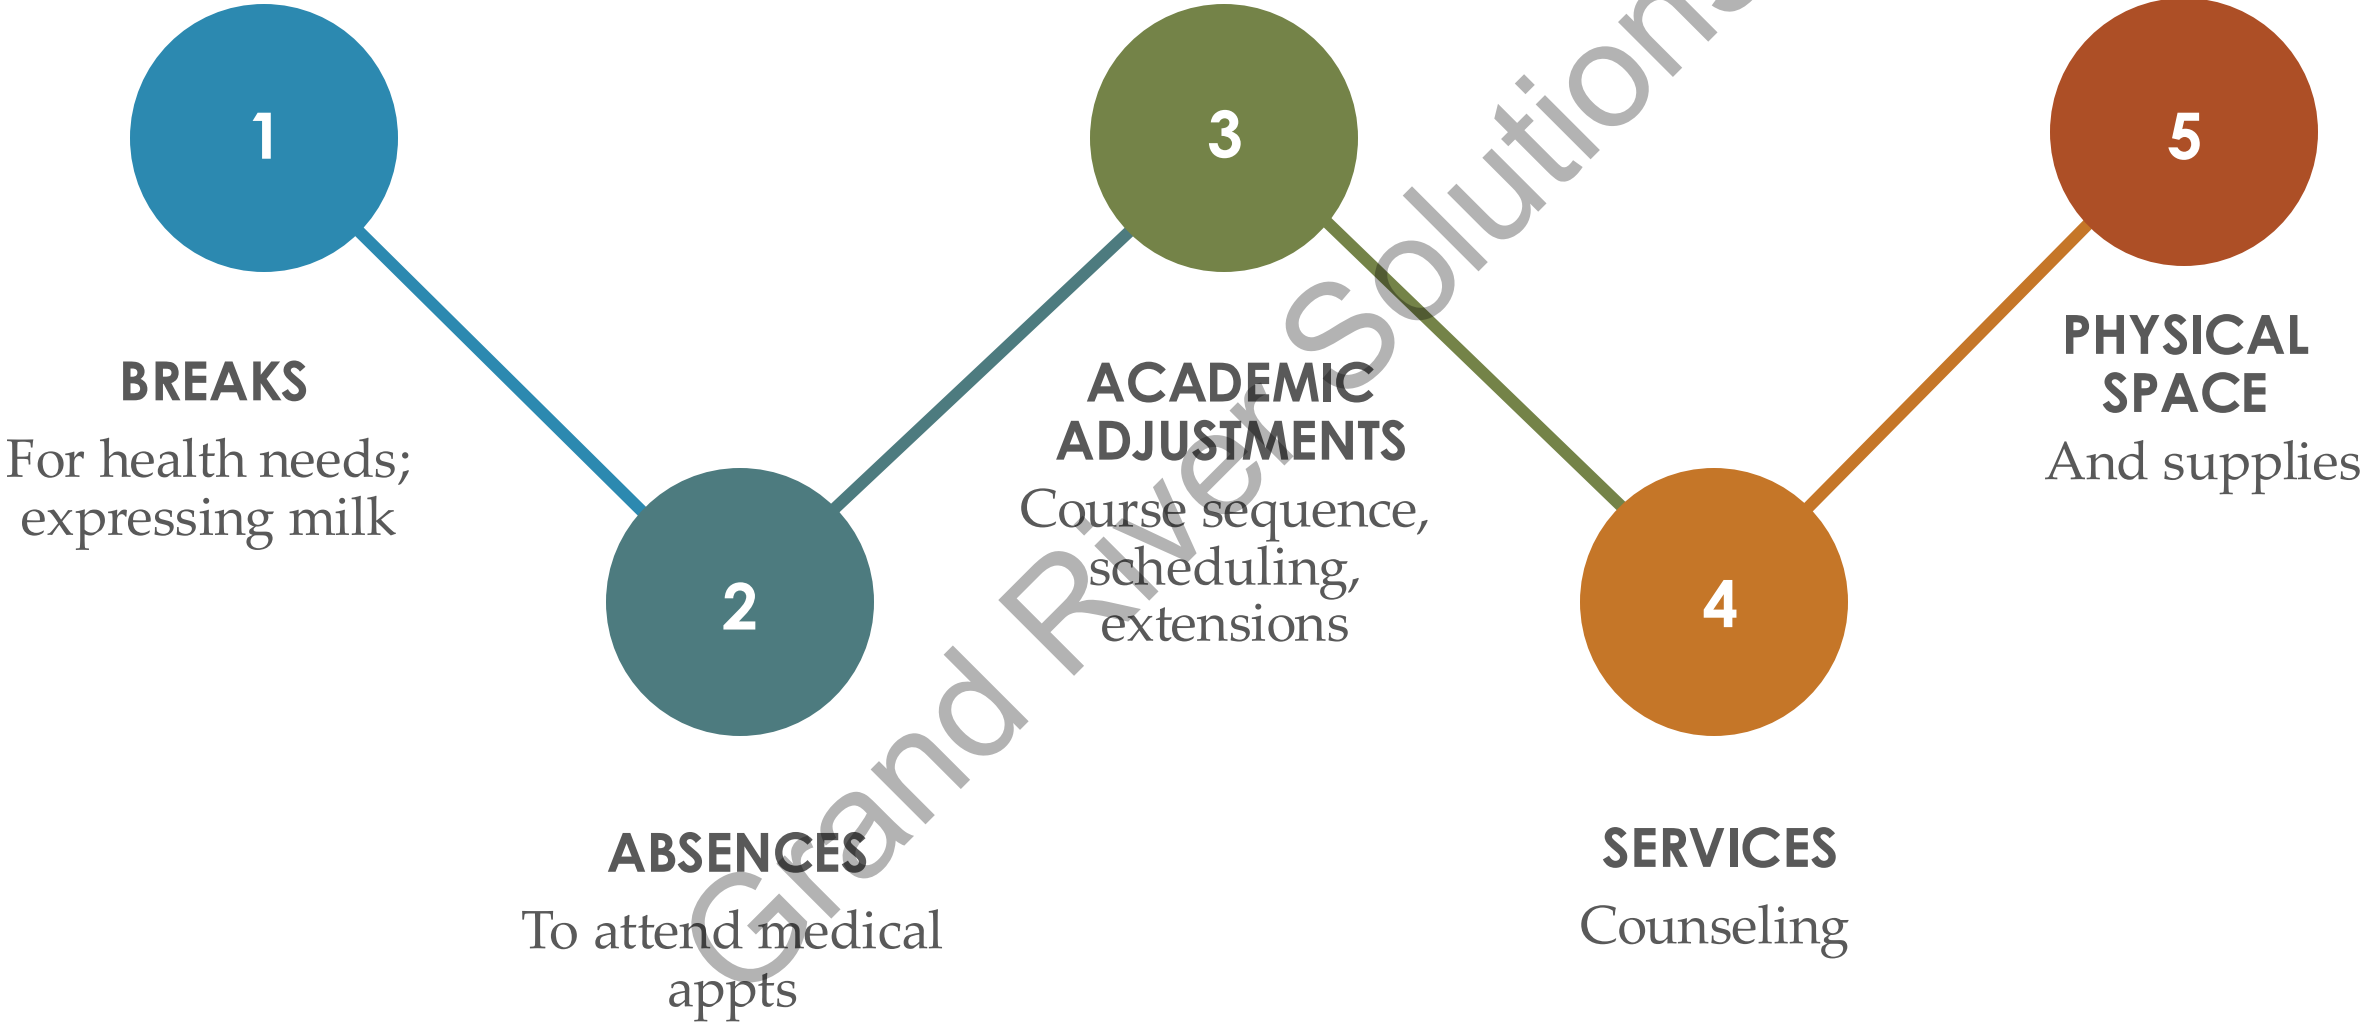 1
BREAKS
For health needs;
expressing milk
2
ABSENCES
To attend medical
appts
3
ACADEMIC
ADJUSTMENTS
Course sequence,
scheduling,
extensions
4
SERVICES
Counseling
5
PHYSICAL
SPACE
And supplies
Grand River Solutions